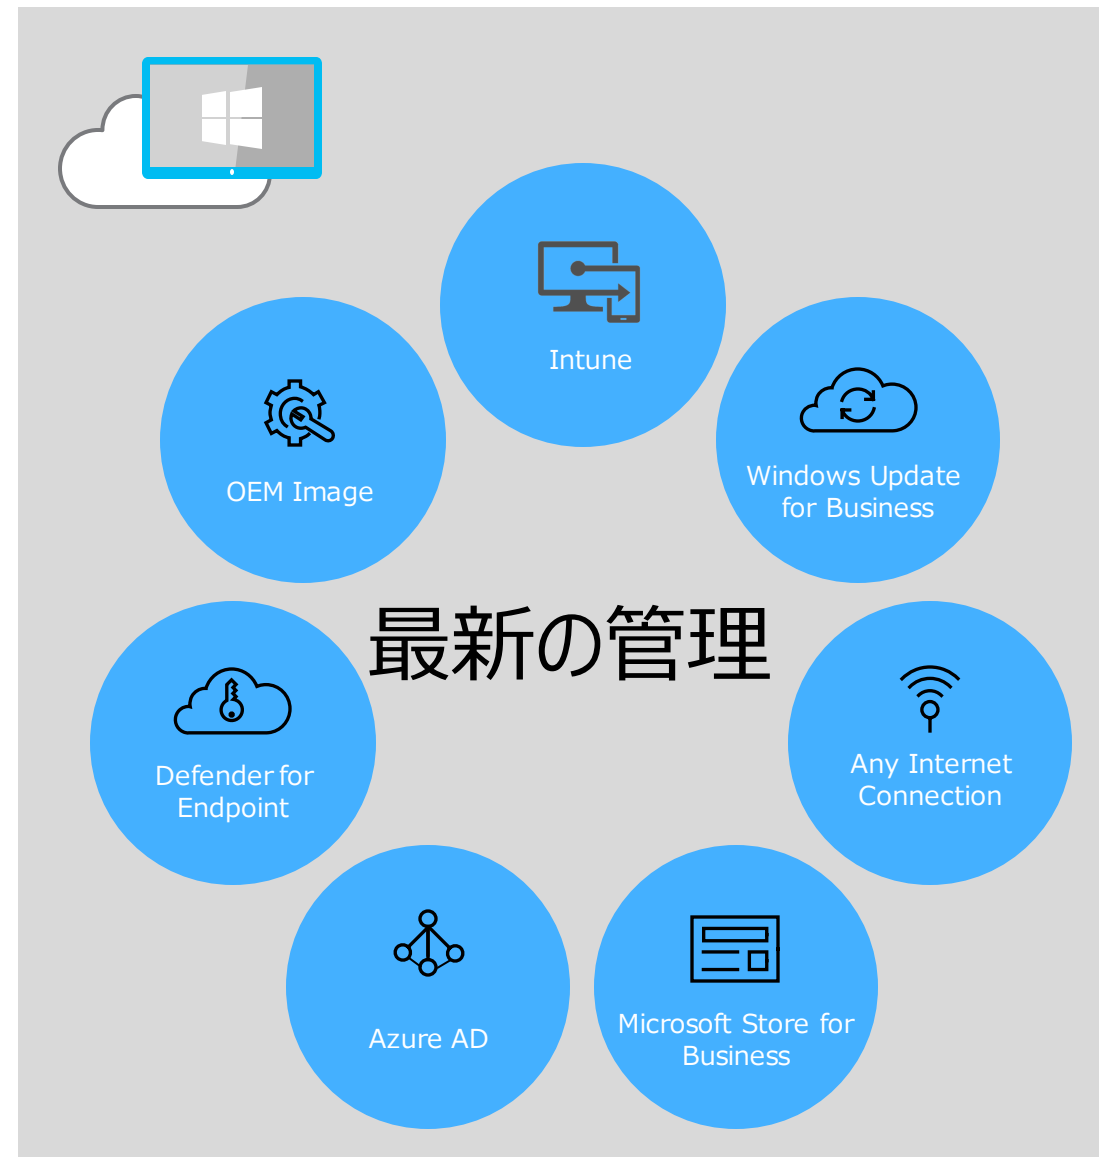 Intune
OEM Image
Windows Update
for Business
最新の管理
Defender for
Endpoint
Any Internet
Connection
Azure AD
Microsoft Store for
Business